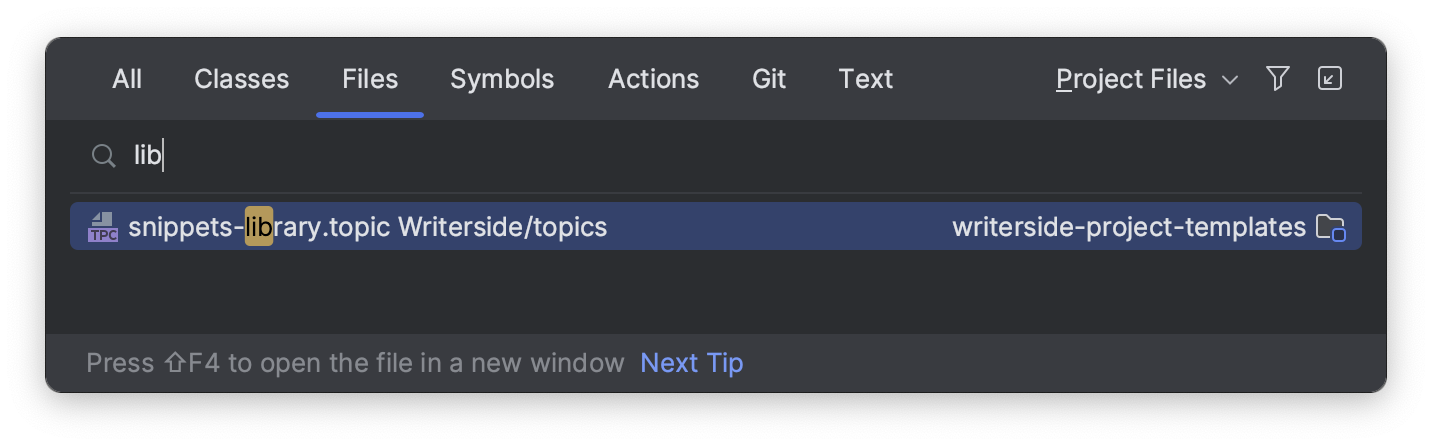 All Classes Files Symbols Actions Git Text Project Files
lib
TPC snippets-library.topic Writerside/topics writerside-project-templates
Press ⇧F4 to open the file in a new window Next Tip